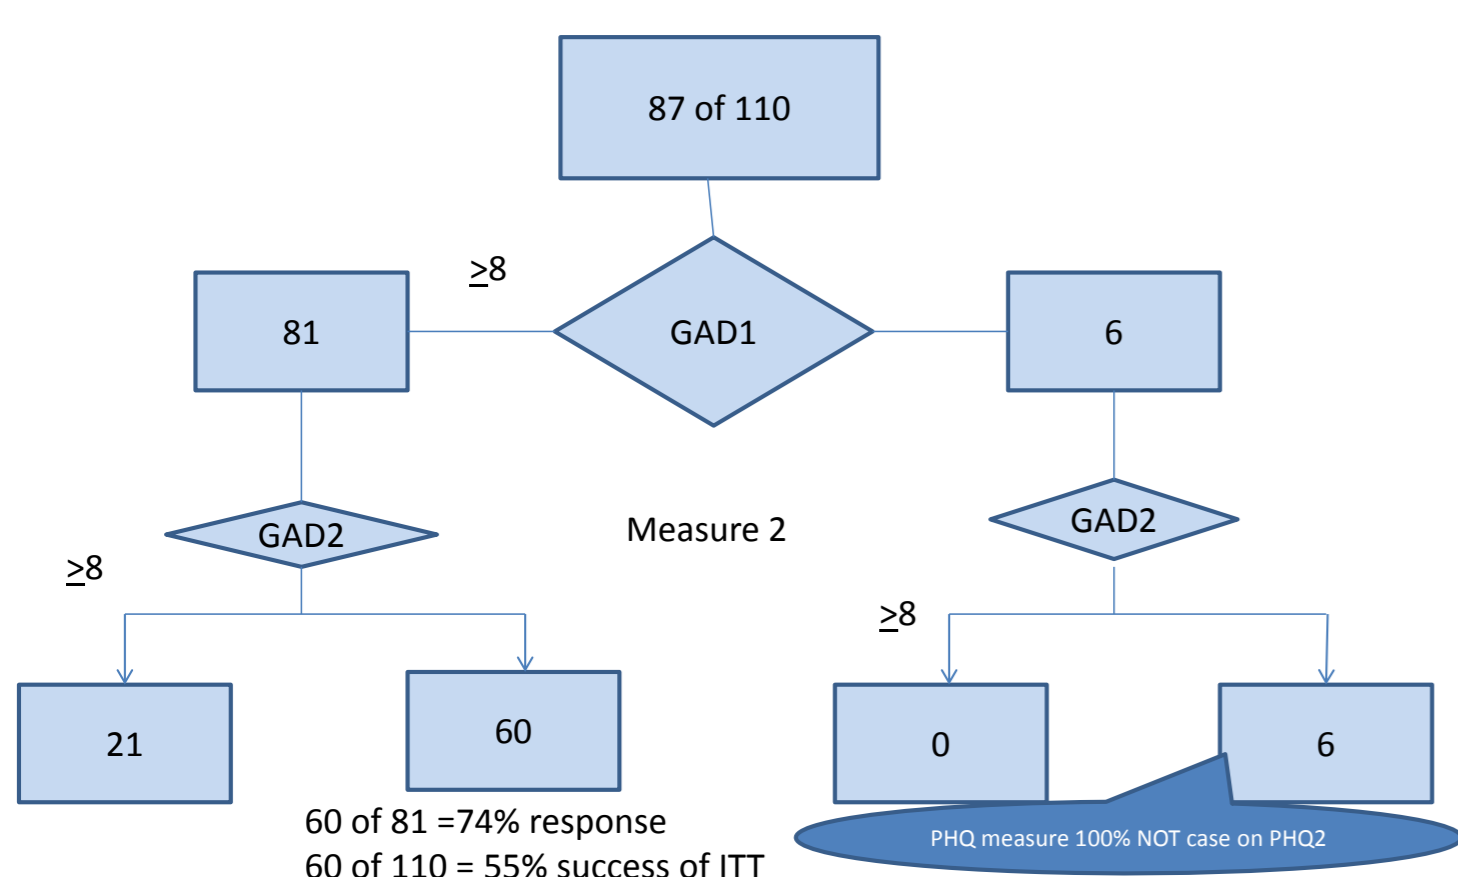 87 of 110
≥8
81
GAD1
6
GAD2
Measure 2
GAD2
≥8
≥8
21
60
0
6
60 of 81 =74% response
60 of 110 = 55% success of ITT
PHQ measure 100% NOT case on PHQ2